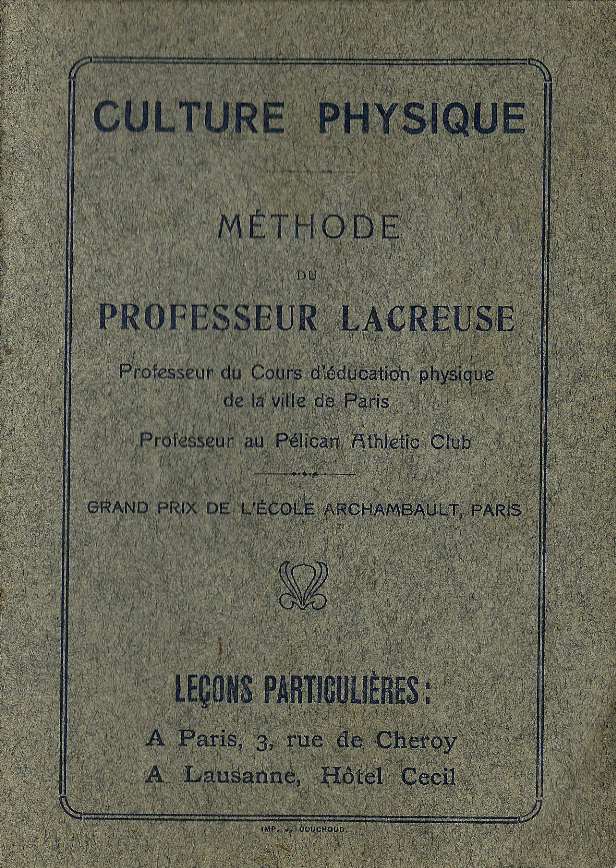 CULTURE PHYSIQUE
MÉTHODE
DU
PROFESSEUR LACREUSE
Professeur du Cours d'éducation physique
de la ville de Paris
Professeur au Pélican Athletic Club
GRAND PRIX DE L'ÉCOLE ARCHAMBAULT, PARIS
LEÇONS PARTICULIÈRES :
A Paris, 3, rue de Cheroy
A Lausanne, Hôtel Cecil
IMP. J.